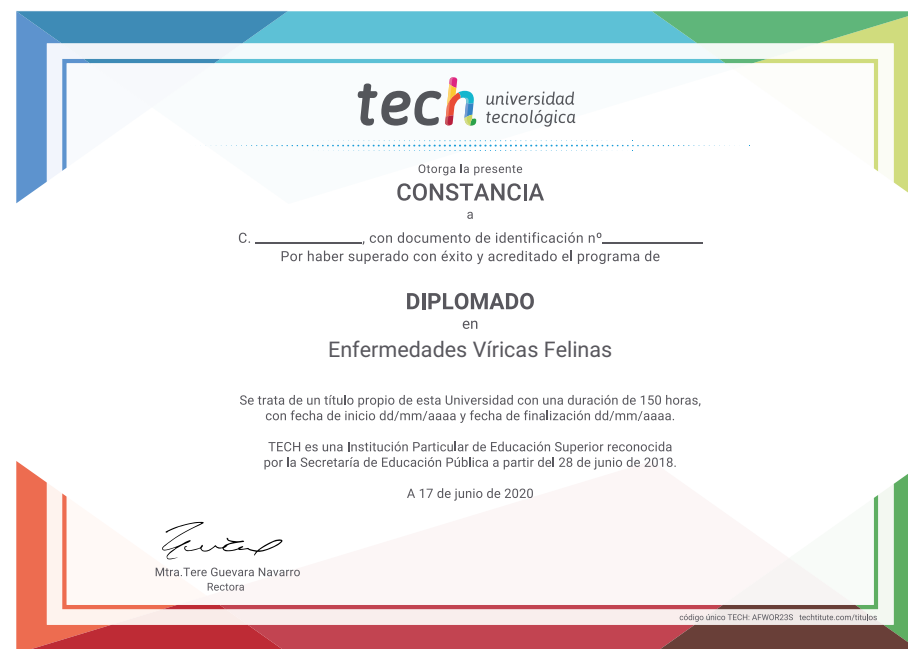 tech universidad
tecnológica
Otorga la presente
CONSTANCIA
a
C. ____________, con documento de identificación nº____________
Por haber superado con éxito y acreditado el programa de
DIPLOMADO
en
Enfermedades Víricas Felinas
Se trata de un título propio de esta Universidad con una duración de 150 horas,
con fecha de inicio dd/mm/aaaa y fecha de finalización dd/mm/aaaa.
TECH es una Institución Particular de Educación Superior reconocida
por la Secretaría de Educación Pública a partir del 28 de junio de 2018.
A 17 de junio de 2020
Mtra.Tere Guevara Navarro
Rectora
código único TECH: AFWOR23S techtitute.com/titulos